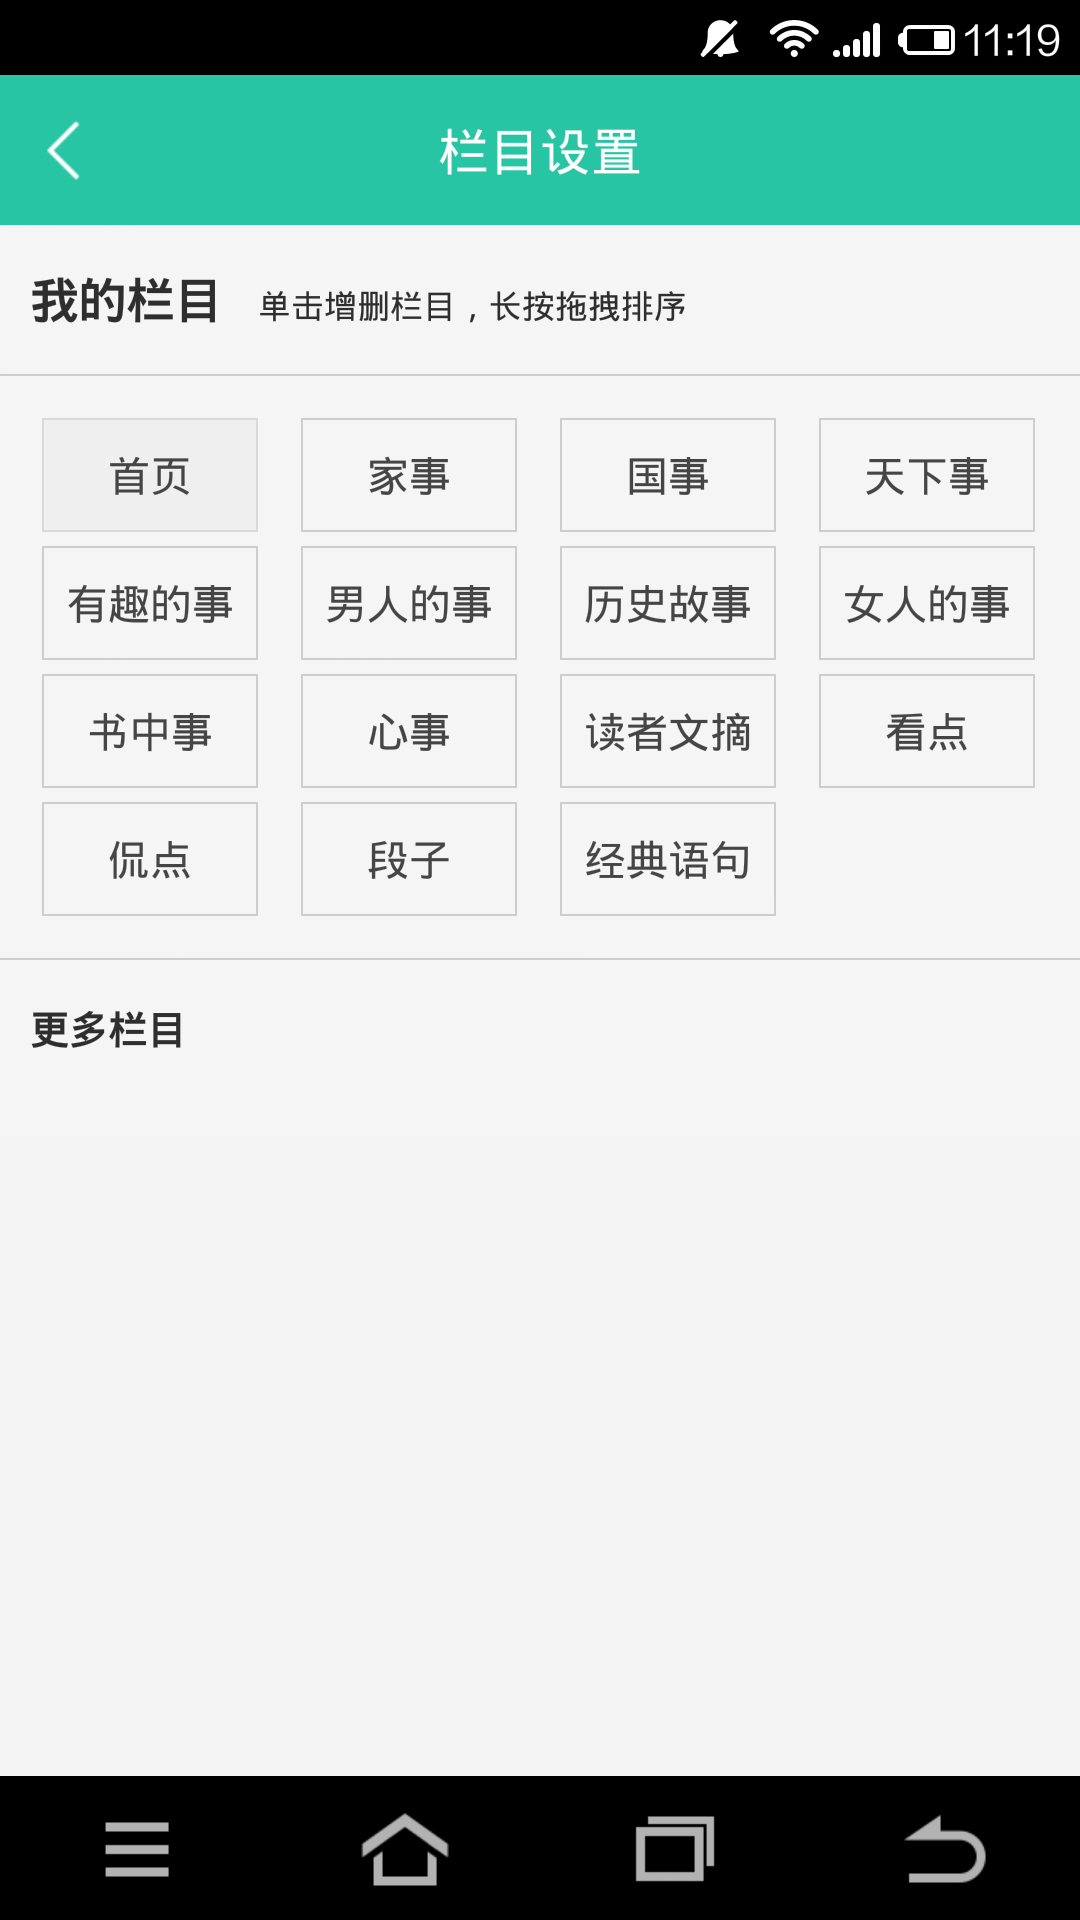 11:19
栏目设置
我的栏目 单击增删栏目，长按拖拽排序
首页 家事 国事 天下事
有趣的事 男人的事 历史故事 女人的事
书中事 心事 读者文摘 看点
侃点 段子 经典语句
更多栏目